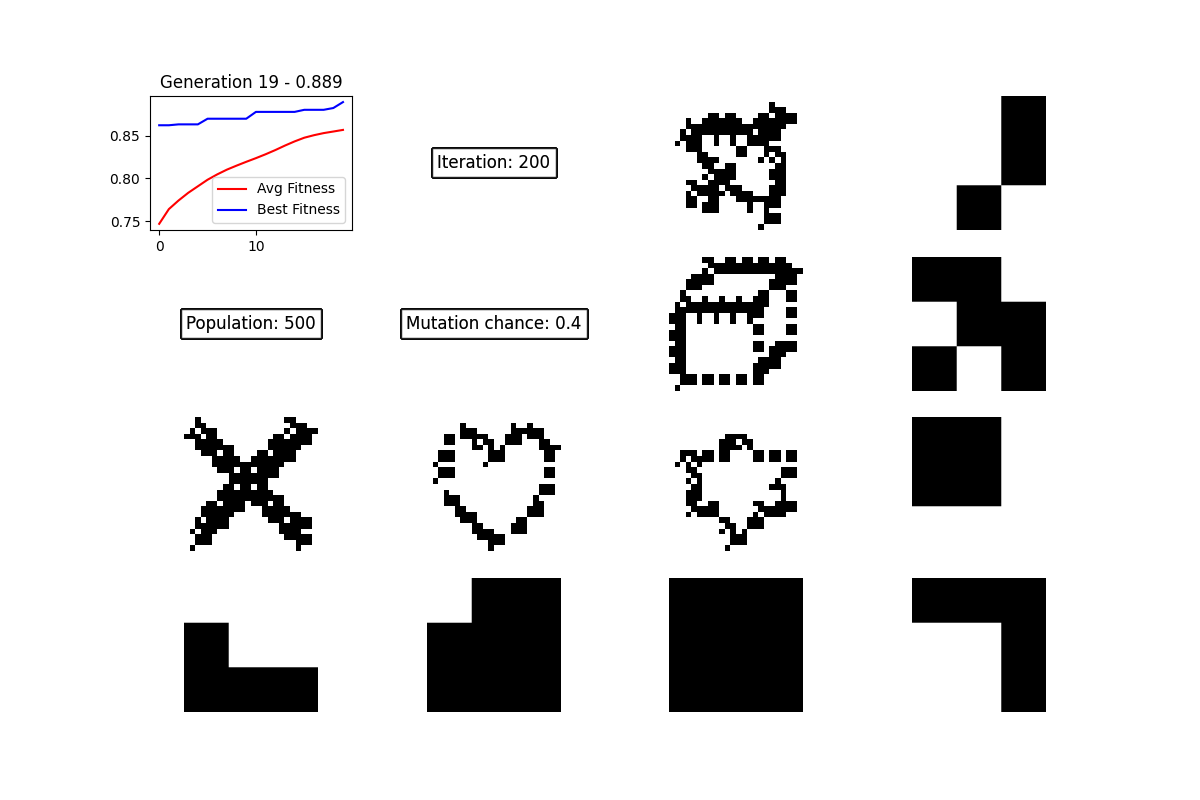 Generation 19 - 0.889
0.85
0.80
0.75
Avg Fitness
Best Fitness
0
10
Iteration: 200
Population: 500
Mutation chance: 0.4